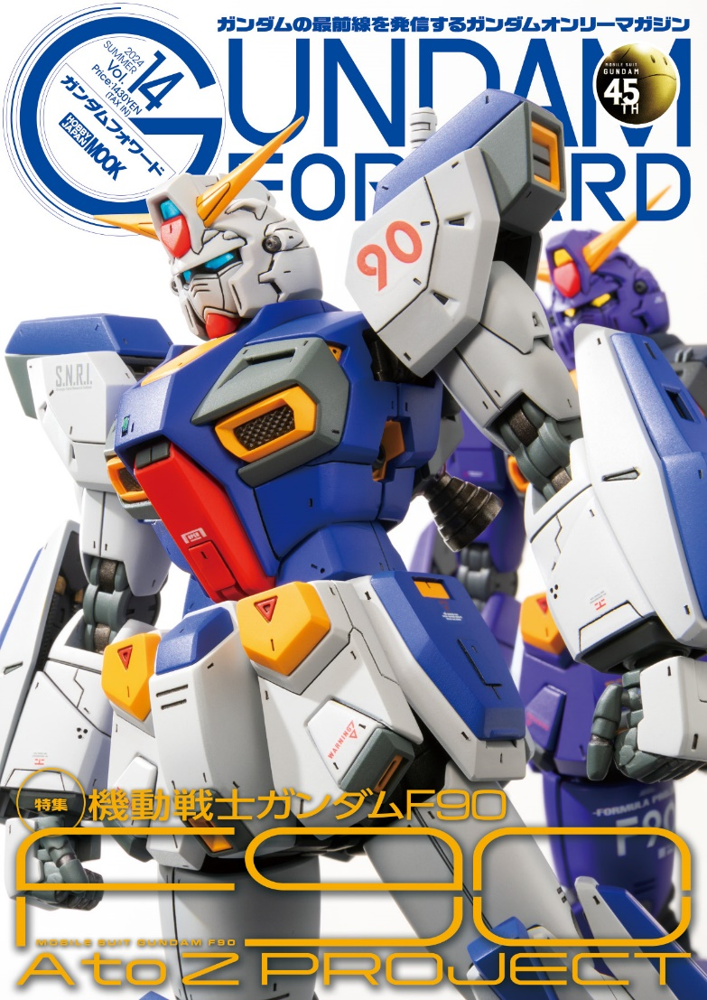 ガンダムの最前線を発信するガンダムオンリーマガジン
GUNDAM
FORWARD
2024
SUMMER
Vol. 14
Price:1430YEN
(TAX IN)
ガンダムフォワード
HOBBY
JAPAN
MOOK
MOBILE SUIT
GUNDAM
45
TH
90
S.N.R.I.
WARNING
FORMULA
F90
特集
機動戦士ガンダムF90
F90
MOBILE SUIT GUNDAM F90
A to Z PROJECT